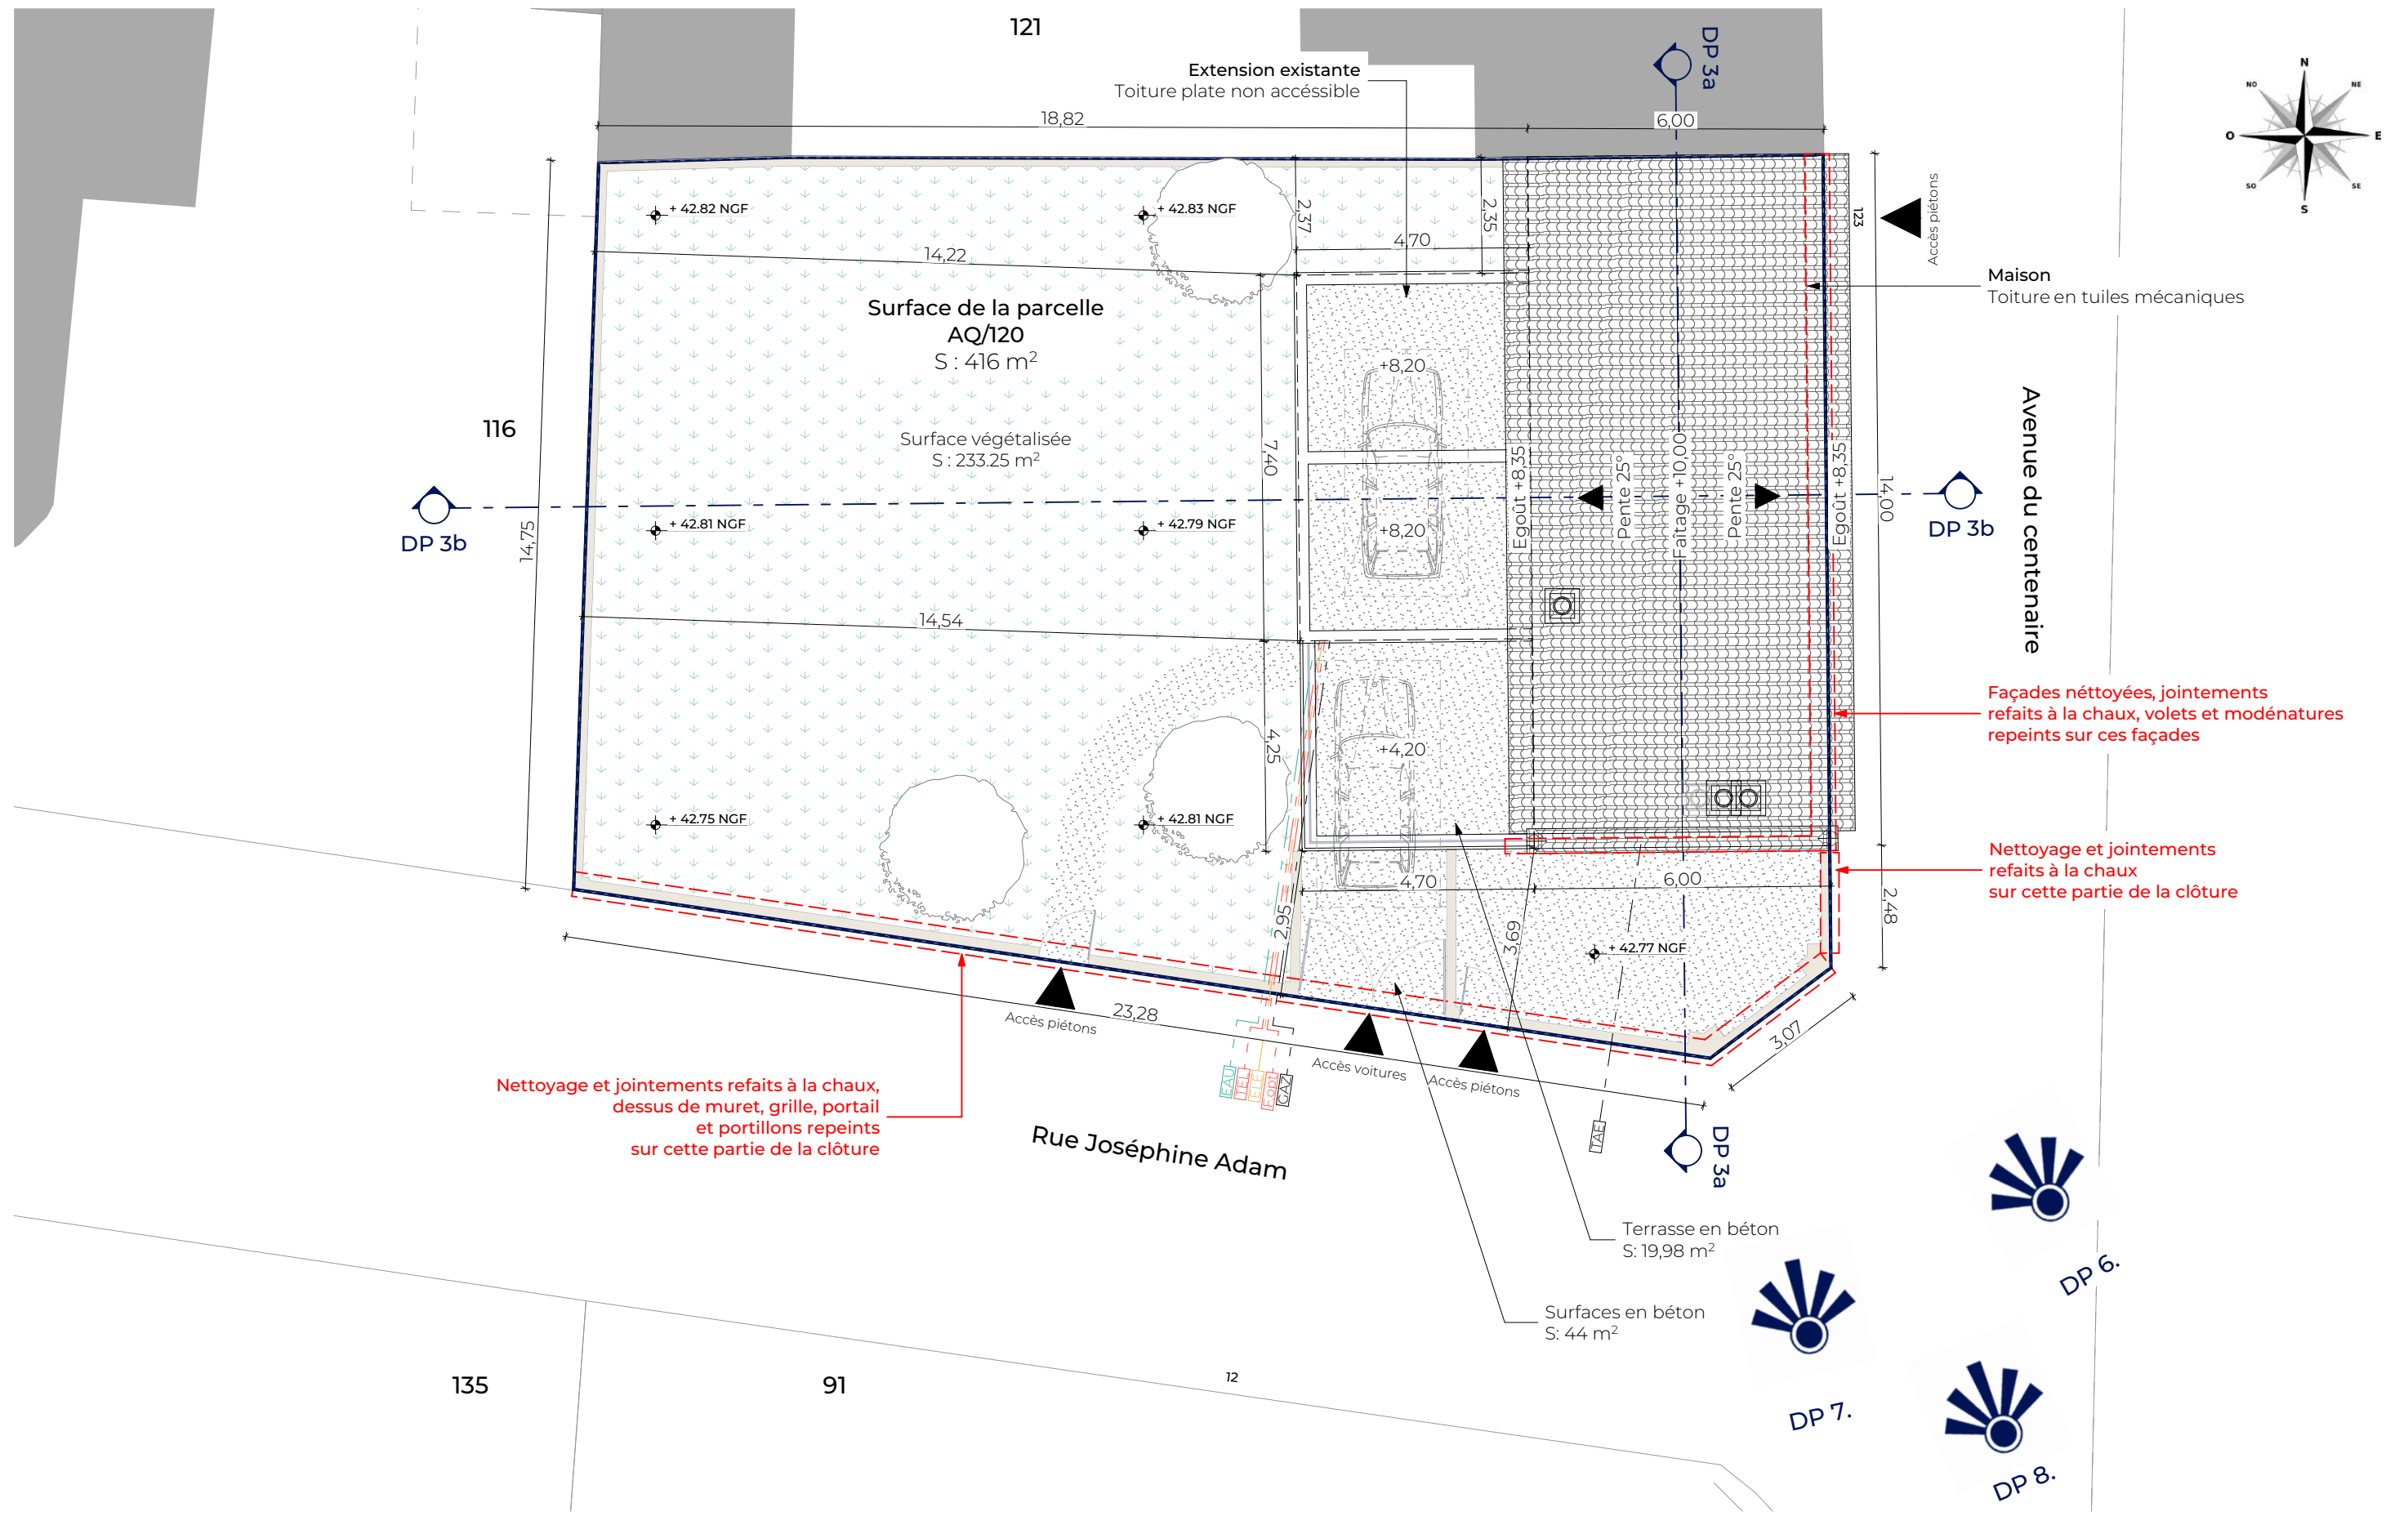 121
DP 3a
Extension existante
Toiture plate non accéssible
N
NO
NE
O
E
SO
SE
S
18,82
6,00
123
Accès piétons
+ 42.82 NGF
+ 42.83 NGF
2,37
2,35
4,70
14,22
Maison
Toiture en tuiles mécaniques
Surface de la parcelle
AQ/120
S : 416 m²
+8,20
116
Surface végétalisée
S : 233.25 m²
7,40
Egoût +8,35
Pente 25°
Faîtage +10,00
Pente 25°
Egoût +8,35
14,00
Avenue du centenaire
DP 3b
DP 3b
14,75
+ 42.81 NGF
+ 42.79 NGF
+8,20
14,54
Façades néttoyées, jointements
refaits à la chaux, volets et modénatures
repeints sur ces façades
4,25
+4,20
+ 42.75 NGF
+ 42.81 NGF
Nettoyage et jointements
refaits à la chaux
sur cette partie de la clôture
4,70
6,00
2,48
2,95
3,69
+ 42.77 NGF
Accès piétons
23,28
Accès voitures
Accès piétons
3,07
EAU
TEL
ELE
F.opt
GAZ
TAE
Nettoyage et jointements refaits à la chaux,
dessus de muret, grille, portail
et portillons repeints
sur cette partie de la clôture
Rue Joséphine Adam
DP 3a
Terrasse en béton
S: 19,98 m²
DP 6.
Surfaces en béton
S: 44 m²
DP 7.
135
91
12
DP 8.